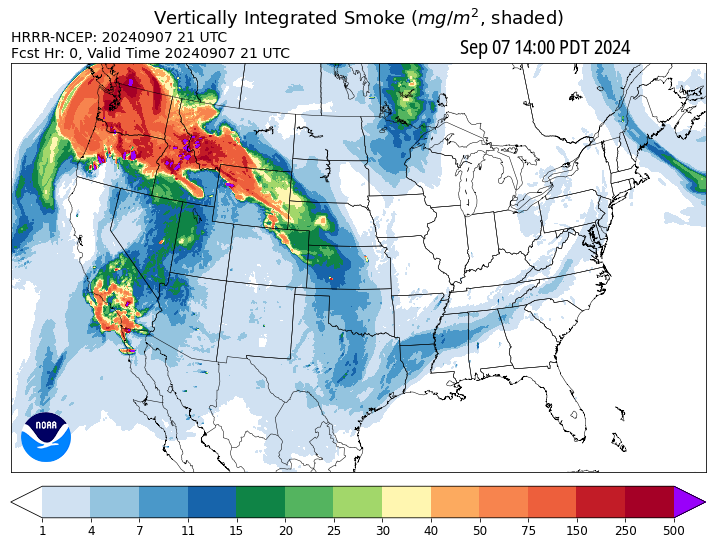 Vertically Integrated Smoke (mg/m², shaded)
HRRR-NCEP: 20240907 21 UTC
Fcst Hr: 0, Valid Time 20240907 21 UTC
Sep 07 14:00 PDT 2024
NOAA
1 4 7 11 15 20 25 30 40 50 75 150 250 500